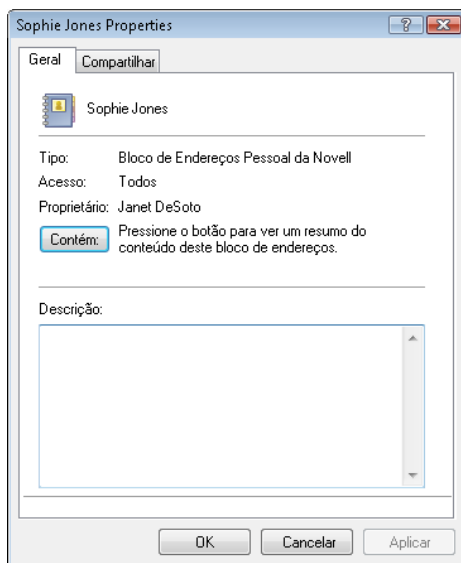 Sophie Jones Properties
?
Geral Compartilhar
Sophie Jones
Tipo: Bloco de Endereços Pessoal da Novell
Acesso: Todos
Proprietário: Janet DeSoto
Contém: Pressione o botão para ver um resumo do
conteúdo deste bloco de endereços.
Descrição:
OK Cancelar Aplicar